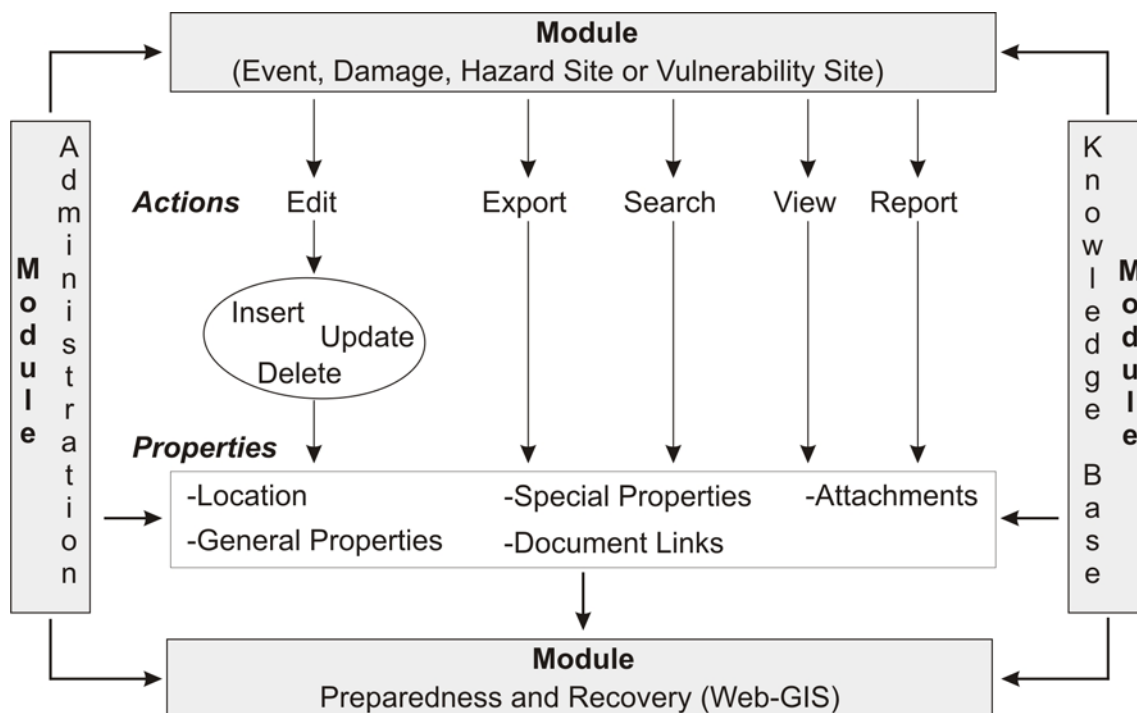 Module
(Event, Damage, Hazard Site or Vulnerability Site)
Module
Administration
Actions
Edit
Export
Search
View
Report
Insert
Update
Delete
Properties
-Location
-Special Properties
-Attachments
-General Properties
-Document Links
Knowledge Base
Module
Module
Preparedness and Recovery (Web-GIS)